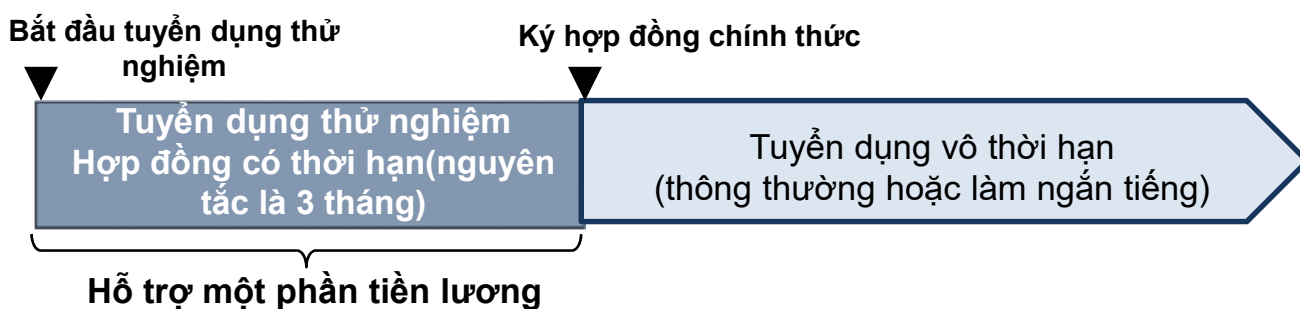 Bắt đầu tuyển dụng thử
nghiệm
Ký hợp đồng chính thức
Tuyển dụng thử nghiệm
Hợp đồng có thời hạn(nguyên
tắc là 3 tháng)
Tuyển dụng vô thời hạn
(thông thường hoặc làm ngắn tiếng)
Hỗ trợ một phần tiền lương